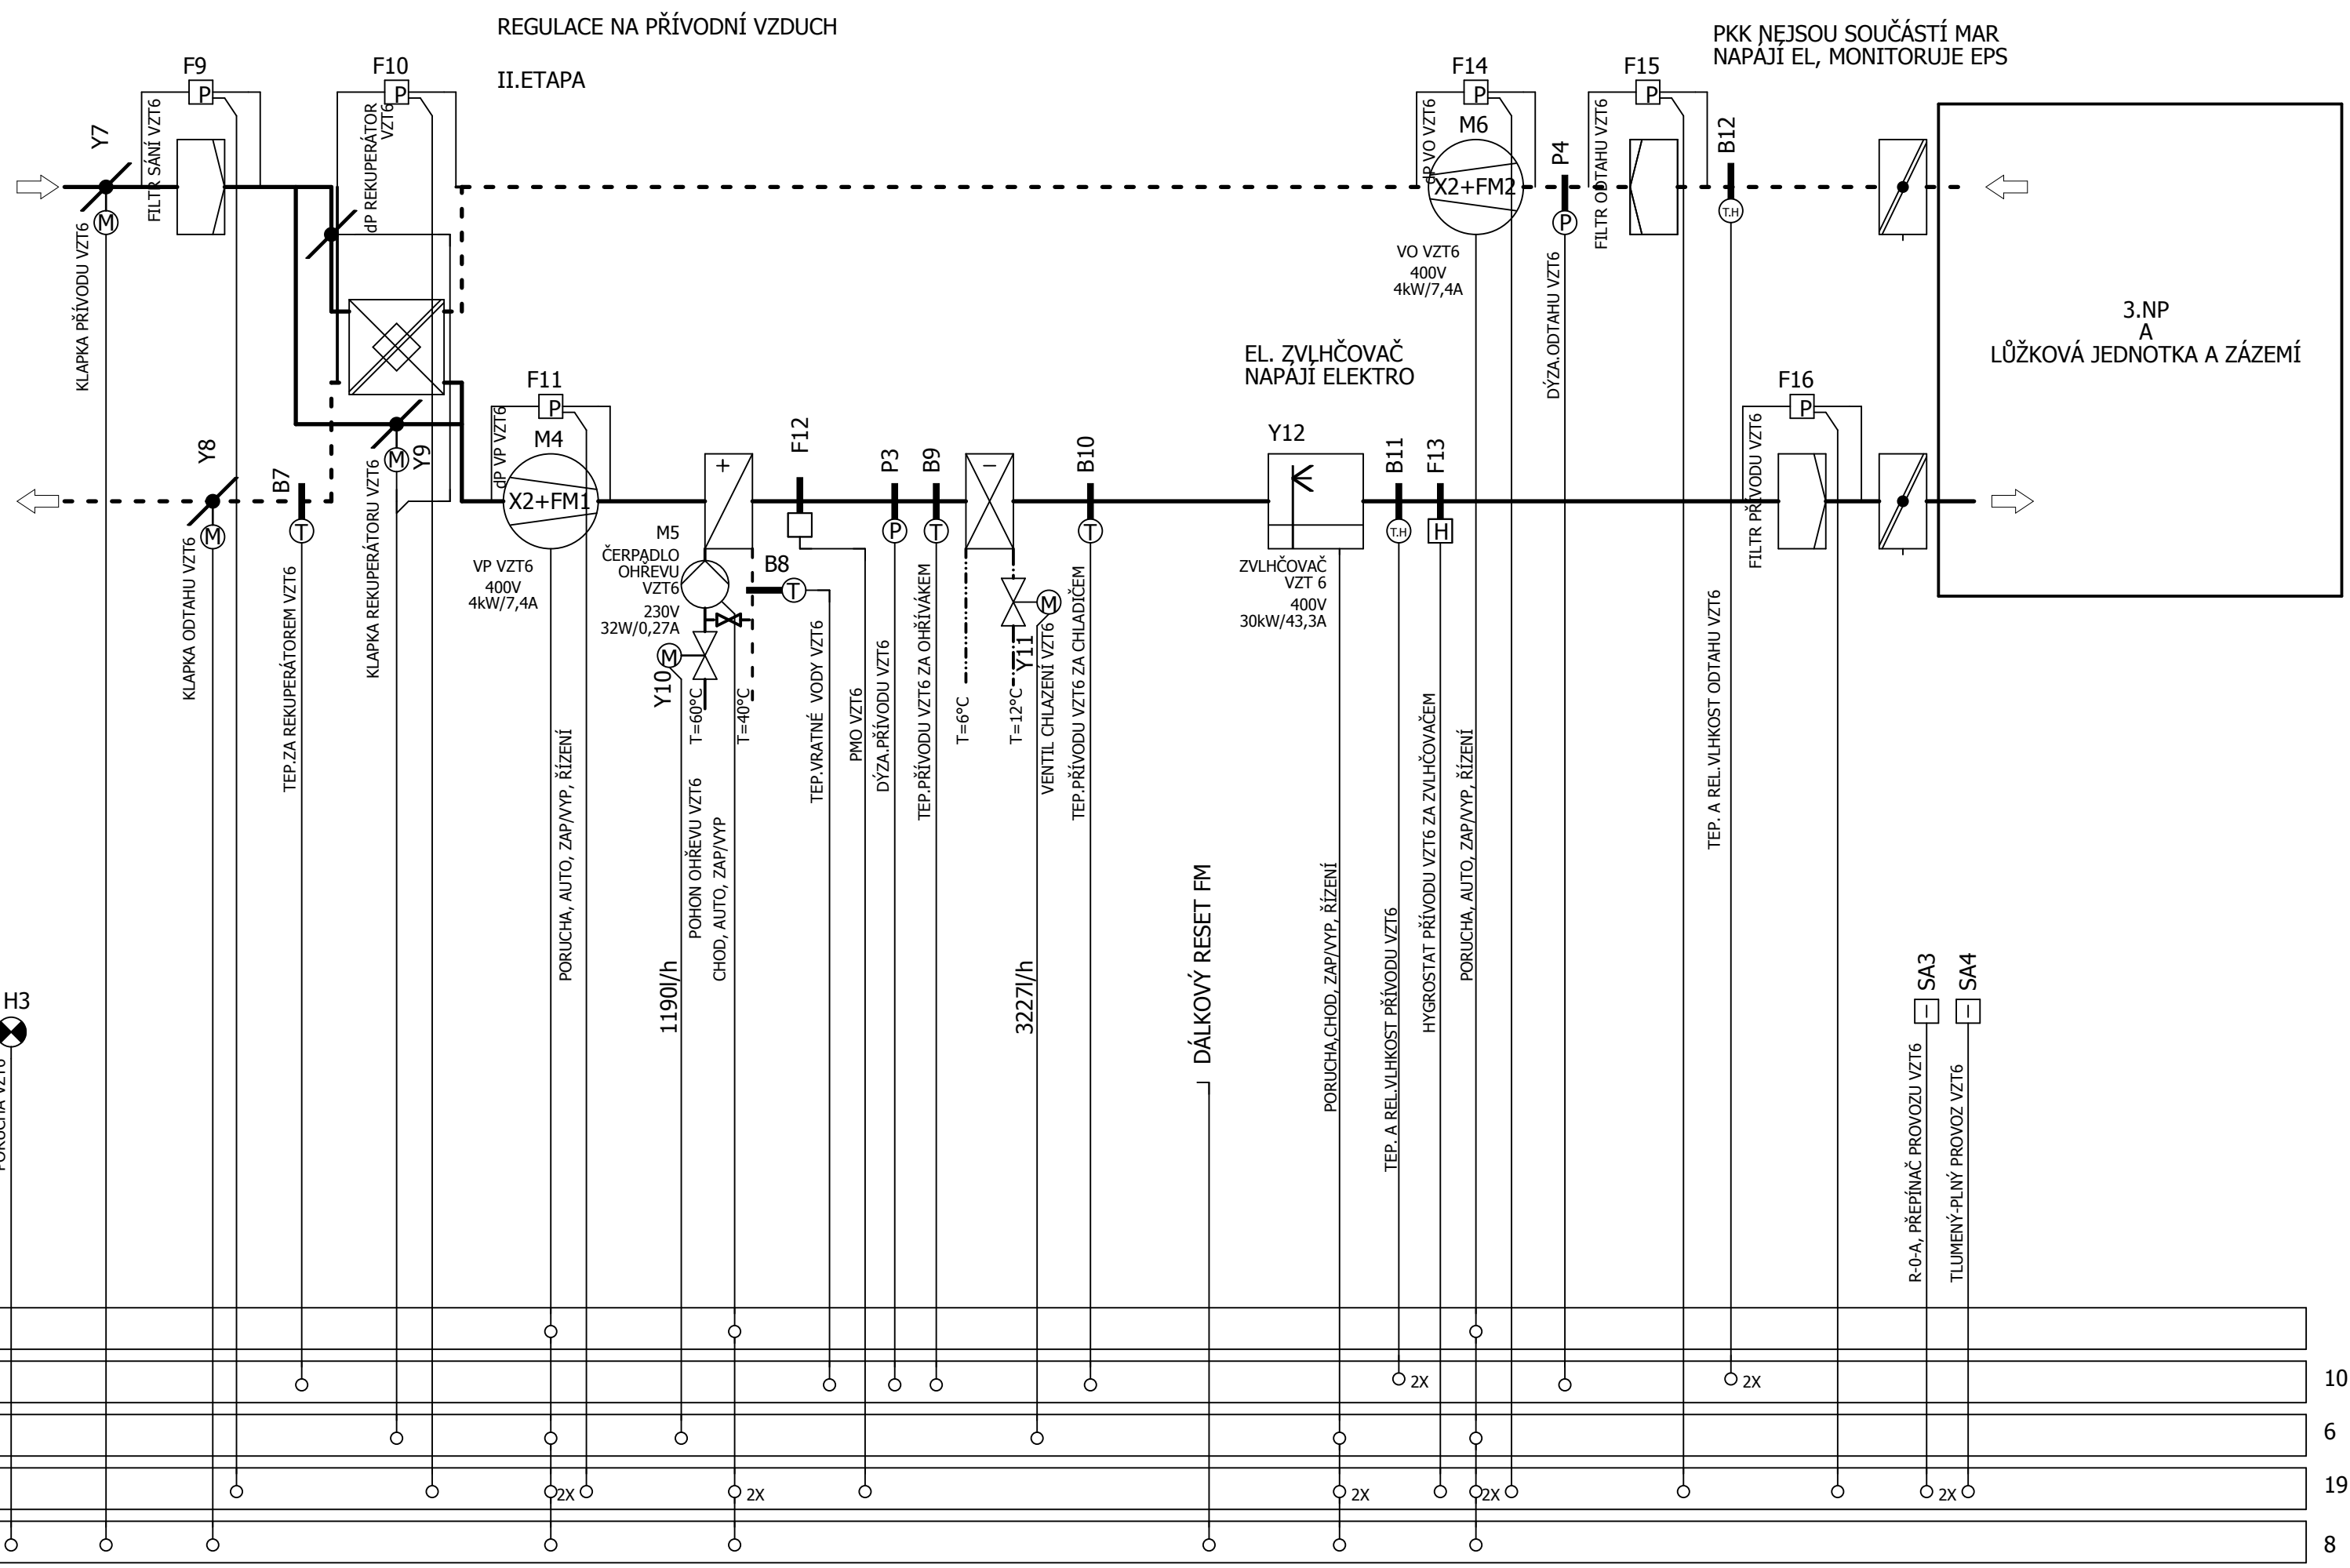 REGULACE NA PŘÍVODNÍ VZDUCH
II.ETAPA
PKK NEJSOU SOUČÁSTÍ MAR
NAPÁJÍ EL, MONITORUJE EPS
F9
P
FILTR SÁNÍ VZT6
F10
P
dP REKUPERÁTOR
VZT6
Y7
M
KLAPKA PŘÍVODU VZT6
F14
P
dP VO VZT6
M6
X2+FM2
VO VZT6
400V
4kW/7,4A
P4
P
DÝZA.ODTAHU VZT6
F15
P
FILTR ODTAHU VZT6
B12
T.H
TEP. A REL.VLHKOST ODTAHU VZT6
3.NP
A
LŮŽKOVÁ JEDNOTKA A ZÁZEMÍ
Y8
M
KLAPKA ODTAHU VZT6
B7
T
TEP.ZA REKUPERÁTOREM VZT6
Y9
M
KLAPKA REKUPERÁTORU VZT6
F11
P
dP VP VZT6
M4
X2+FM1
VP VZT6
400V
4kW/7,4A
PORUCHA, AUTO, ZAP/VYP, ŘÍZENÍ
+
M5
ČERPADLO
OHŘEVU
VZT6
230V
32W/0,27A
M
Y10
T=60°C
T=40°C
POHON OHŘEVU VZT6
CHOD, AUTO, ZAP/VYP
1190l/h
B8
T
TEP.VRATNÉ VODY VZT6
F12
PMO VZT6
P3
P
DÝZA.PŘÍVODU VZT6
B9
T
TEP.PŘÍVODU VZT6 ZA OHŘÍVÁKEM
−
T=6°C
T=12°C
Y11
M
VENTIL CHLAZENÍ VZT6
3227l/h
B10
T
TEP.PŘÍVODU VZT6 ZA CHLADIČEM
EL. ZVLHČOVAČ
NAPÁJÍ ELEKTRO
Y12
ZVLHČOVAČ
VZT 6
400V
30kW/43,3A
PORUCHA,CHOD, ZAP/VYP, ŘÍZENÍ
DÁLKOVÝ RESET FM
B11
T.H
TEP. A REL.VLHKOST PŘÍVODU VZT6
F13
H
HYGROSTAT PŘÍVODU VZT6 ZA ZVLHČOVAČEM
PORUCHA, AUTO, ZAP/VYP, ŘÍZENÍ
F16
P
FILTR PŘÍVODU VZT6
SA3
R-0-A, PŘEPÍNAČ PROVOZU VZT6
SA4
TLUMENÝ-PLNÝ PROVOZ VZT6
H3
PORUCHA VZT6
2X
2X
10
6
2X
2X
2X
2X
2X
19
8